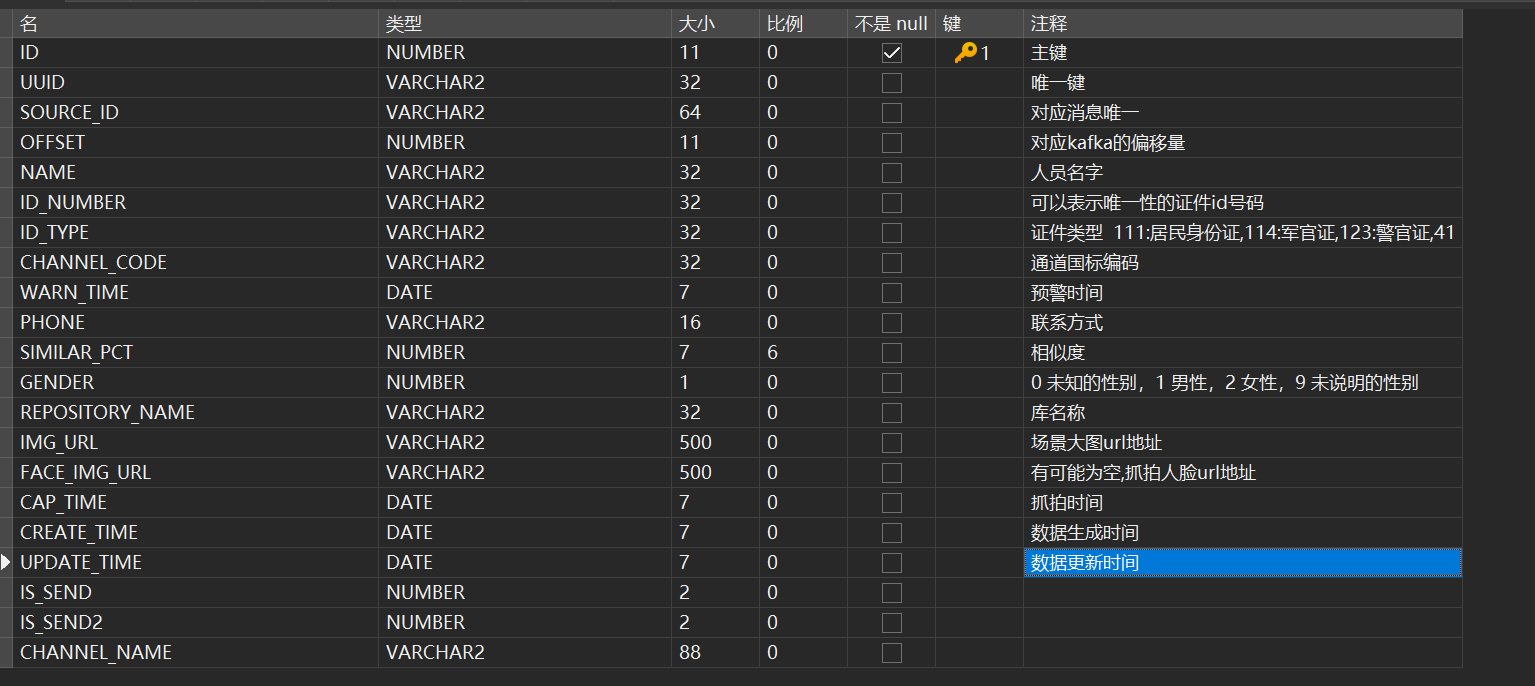 名 类型 大小 比例 不是 null 键 注释
ID NUMBER 11 0 1 主键
UUID VARCHAR2 32 0 唯一键
SOURCE_ID VARCHAR2 64 0 对应消息唯一
OFFSET NUMBER 11 0 对应kafka的偏移量
NAME VARCHAR2 32 0 人员名字
ID_NUMBER VARCHAR2 32 0 可以表示唯一性的证件id号码
ID_TYPE VARCHAR2 32 0 证件类型 111:居民身份证,114:军官证,123:警官证,41
CHANNEL_CODE VARCHAR2 32 0 通道国标编码
WARN_TIME DATE 7 0 预警时间
PHONE VARCHAR2 16 0 联系方式
SIMILAR_PCT NUMBER 7 6 相似度
GENDER NUMBER 1 0 0 未知的性别，1 男性，2 女性，9 未说明的性别
REPOSITORY_NAME VARCHAR2 32 0 库名称
IMG_URL VARCHAR2 500 0 场景大图url地址
FACE_IMG_URL VARCHAR2 500 0 有可能为空,抓拍人脸url地址
CAP_TIME DATE 7 0 抓拍时间
CREATE_TIME DATE 7 0 数据生成时间
UPDATE_TIME DATE 7 0 数据更新时间
IS_SEND NUMBER 2 0
IS_SEND2 NUMBER 2 0
CHANNEL_NAME VARCHAR2 88 0